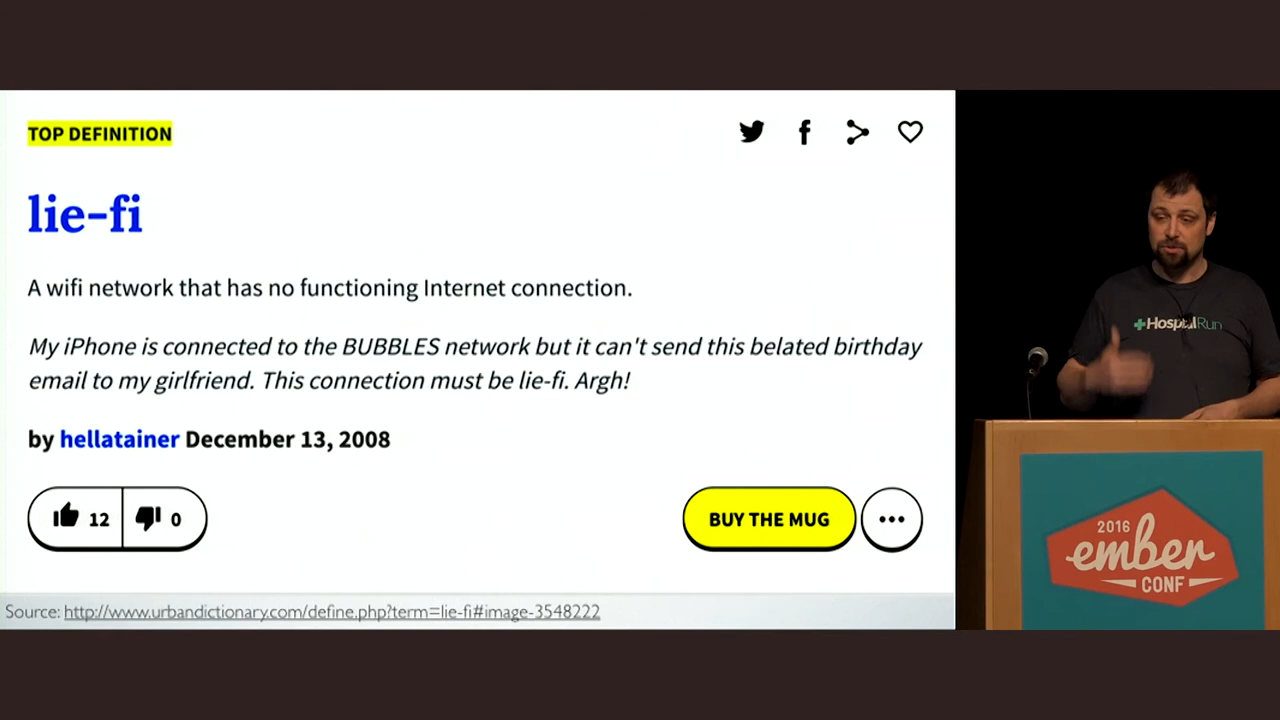 TOP DEFINITION
lie-fi
A wifi network that has no functioning Internet connection.
My iPhone is connected to the BUBBLES network but it can't send this belated birthday
email to my girlfriend. This connection must be lie-fi. Argh!
by hellatainer December 13, 2008
12 0
BUY THE MUG
Source: http://www.urbandictionary.com/define.php?term=lie-fi#image-3548222
HospitalRun
2016
ember
CONF